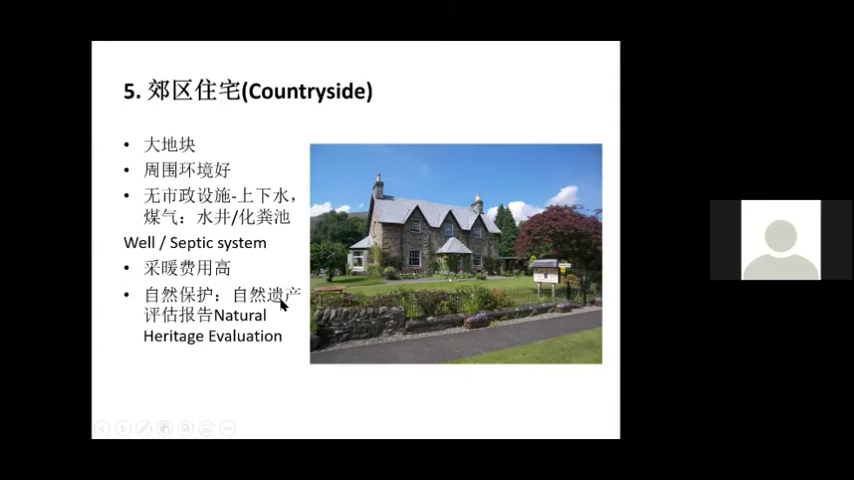 5. 郊区住宅(Countryside)
• 大地块
• 周围环境好
• 无市政设施-上下水，
煤气：水井/化粪池
Well / Septic system
• 采暖费用高
• 自然保护：自然遗产
评估报告Natural
Heritage Evaluation